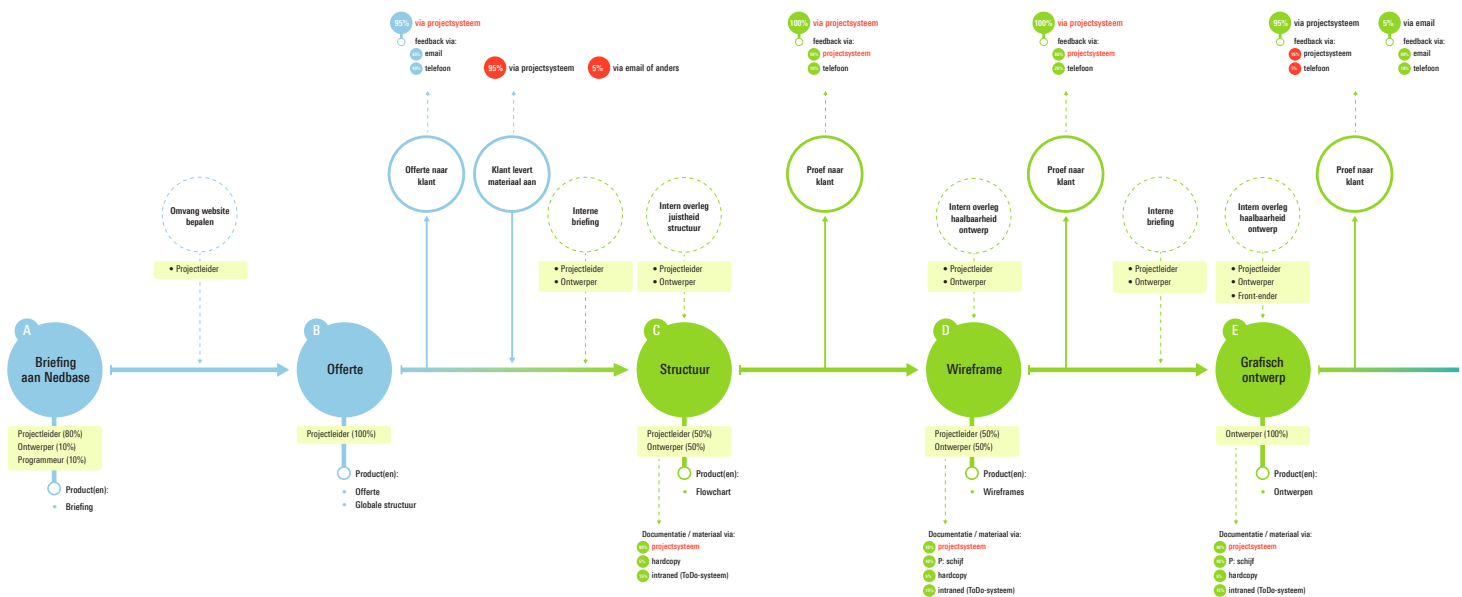 95% via projectsysteem
feedback via:
email
telefoon
95% via projectsysteem
5% via email of anders
100% via projectsysteem
feedback via:
projectsysteem
telefoon
100% via projectsysteem
feedback via:
projectsysteem
telefoon
95% via projectsysteem
feedback via:
projectsysteem
telefoon
5% via email
feedback via:
email
telefoon
Offerte naar
klant
Klant levert
materiaal aan
Proef naar
klant
Proef naar
klant
Proef naar
klant
Omvang website
bepalen
Interne
briefing
Intern overleg
juistheid
structuur
Intern overleg
haalbaarheid
ontwerp
Interne
briefing
Intern overleg
haalbaarheid
ontwerp
• Projectleider
• Projectleider
• Ontwerper
• Projectleider
• Ontwerper
• Projectleider
• Ontwerper
• Projectleider
• Ontwerper
• Projectleider
• Ontwerper
• Front-ender
A
Briefing
aan Nedbase
B
Offerte
C
Structuur
D
Wireframe
E
Grafisch
ontwerp
Projectleider (80%)
Ontwerper (10%)
Programmeur (10%)
Product(en):
• Briefing
Projectleider (100%)
Product(en):
• Offerte
• Globale structuur
Projectleider (50%)
Ontwerper (50%)
Product(en):
• Flowchart
Documentatie / materiaal via:
projectsysteem
hardcopy
intraned (ToDo-systeem)
Projectleider (50%)
Ontwerper (50%)
Product(en):
• Wireframes
Documentatie / materiaal via:
projectsysteem
P: schijf
hardcopy
intraned (ToDo-systeem)
Ontwerper (100%)
Product(en):
• Ontwerpen
Documentatie / materiaal via:
projectsysteem
P: schijf
hardcopy
intraned (ToDo-systeem)